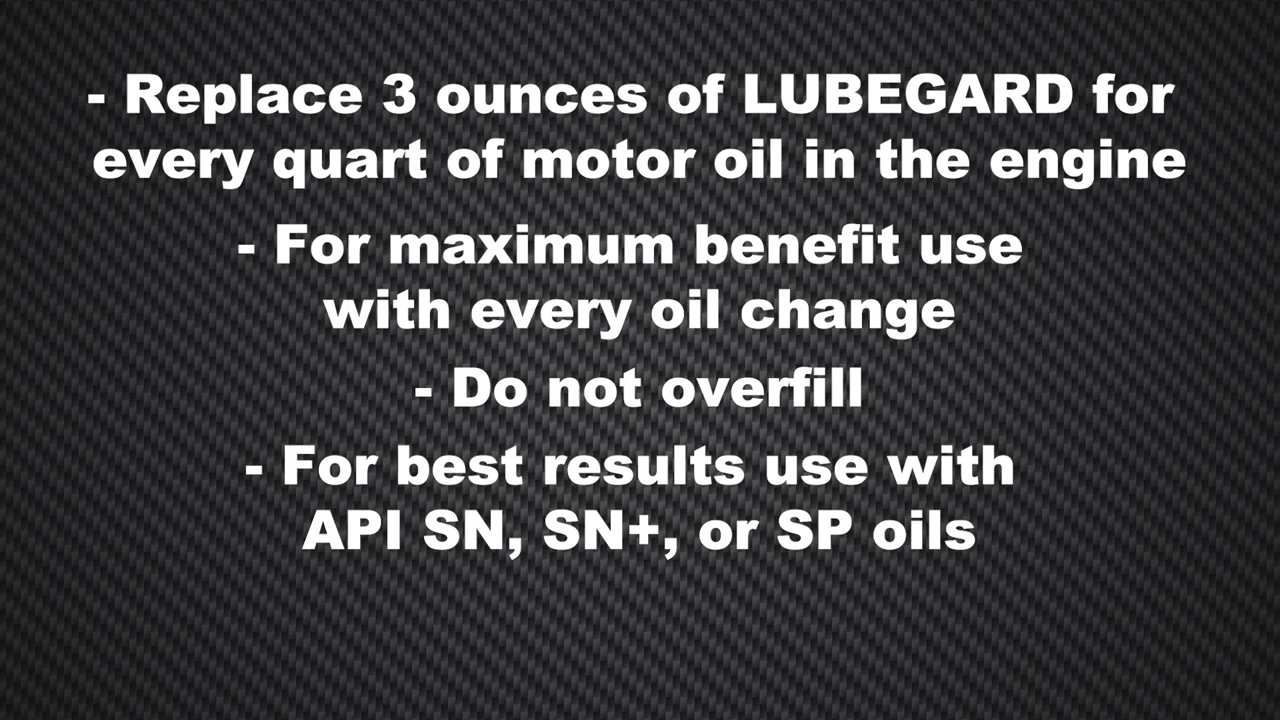 - Replace 3 ounces of LUBEGARD for
every quart of motor oil in the engine
- For maximum benefit use
with every oil change
- Do not overfill
- For best results use with
API SN, SN+, or SP oils